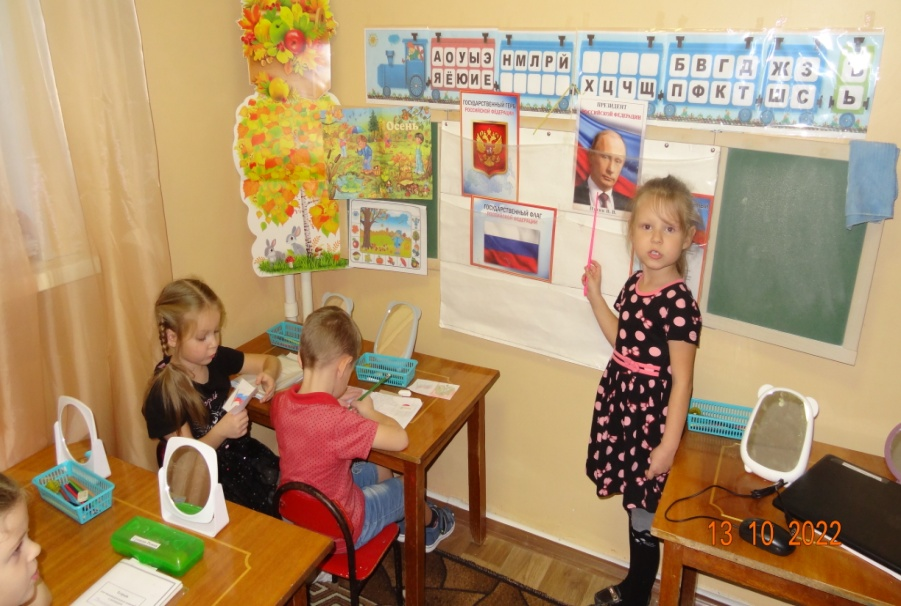 А О У Ы Э
Я Ё Ю И Е
Н М Л Р Й
Х Ц Ч Щ
Б В Г Д
П Ф К Т
Ж З
Ш С
Ъ
Ь
Осень
ГОСУДАРСТВЕННЫЙ ГЕРБ
РОССИЙСКОЙ ФЕДЕРАЦИИ
ПРЕЗИДЕНТ
РОССИЙСКОЙ ФЕДЕРАЦИИ
ГОСУДАРСТВЕННЫЙ ФЛАГ
РОССИЙСКОЙ ФЕДЕРАЦИИ
13 10 2022